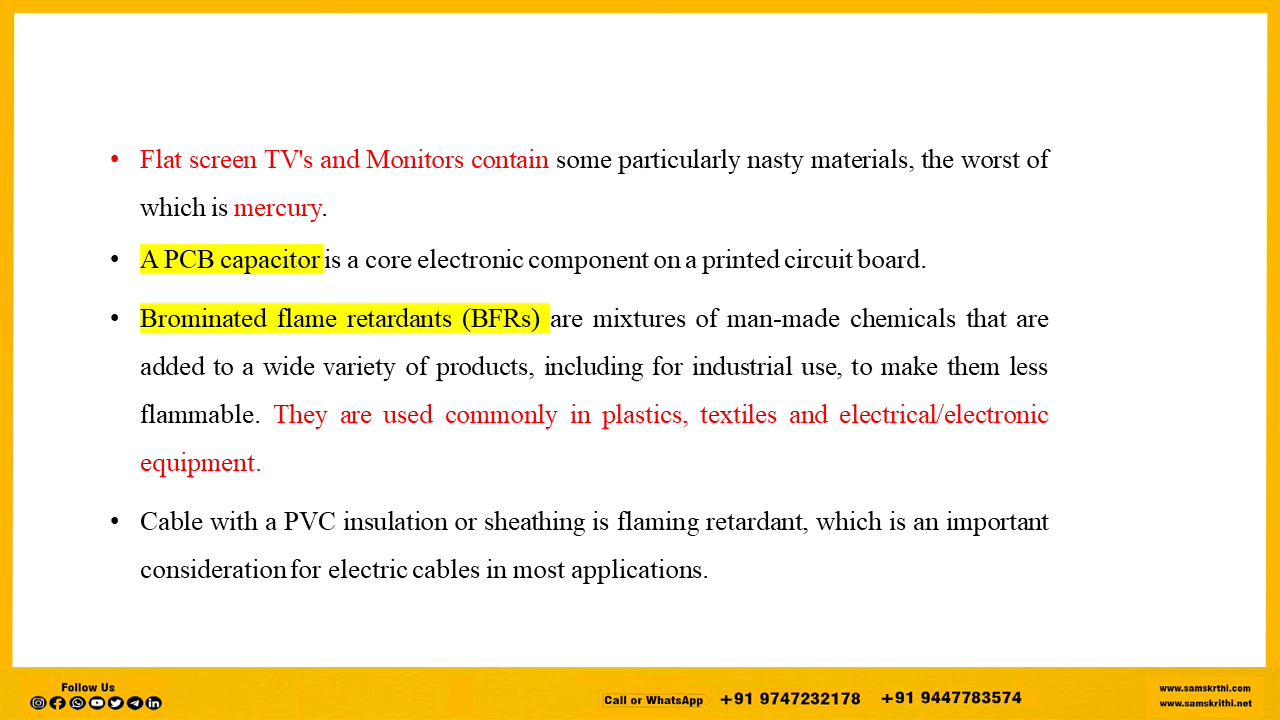 • Flat screen TV's and Monitors contain some particularly nasty materials, the worst of
which is mercury.
• A PCB capacitor is a core electronic component on a printed circuit board.
• Brominated flame retardants (BFRs) are mixtures of man-made chemicals that are
added to a wide variety of products, including for industrial use, to make them less
flammable. They are used commonly in plastics, textiles and electrical/electronic
equipment.
• Cable with a PVC insulation or sheathing is flaming retardant, which is an important
consideration for electric cables in most applications.
Follow Us
Call or WhatsApp +91 9747232178 +91 9447783574
www.samskrthi.com
www.samskrithi.net